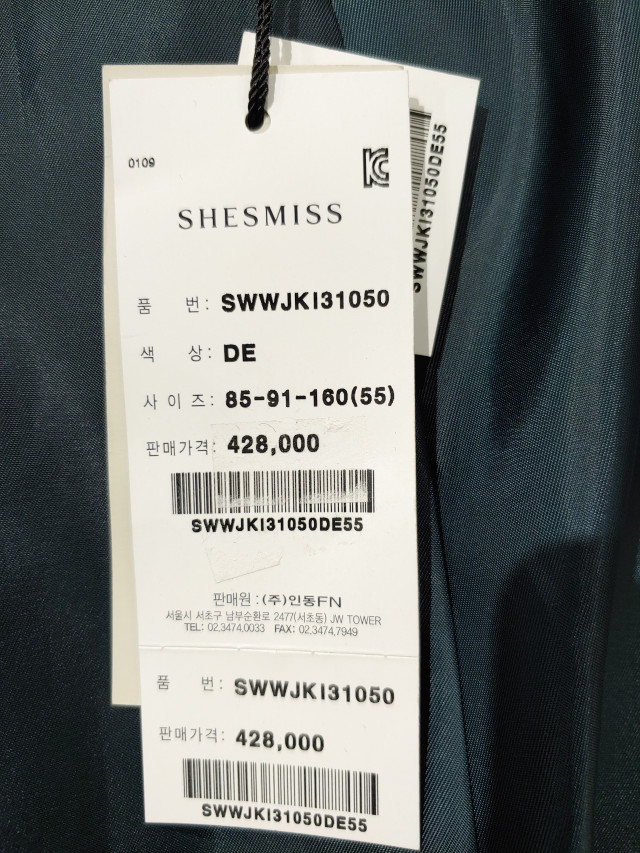 0109
KC
SHESMISS
품 번: SWWJKI31050
색 상: DE
사 이 즈: 85-91-160(55)
판매가격: 428,000
SWWJKI31050DE55
판매원 : (주)인동FN
서울시 서초구 남부순환로 2477(서초동) JW TOWER
TEL: 02.3474.0033 FAX: 02.3474.7949
품 번: SWWJKI31050
판매가격: 428,000
SWWJKI31050DE55
SWWJKI31050DE55